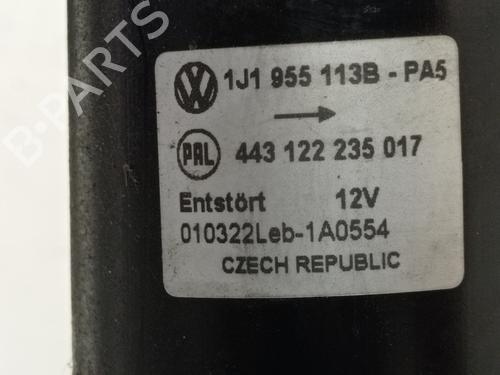 1J1 955 113B - PA5
PAL 443 122 235 017
Entstört 12V
010322Leb-1A0554
CZECH REPUBLIC
B-PARTS